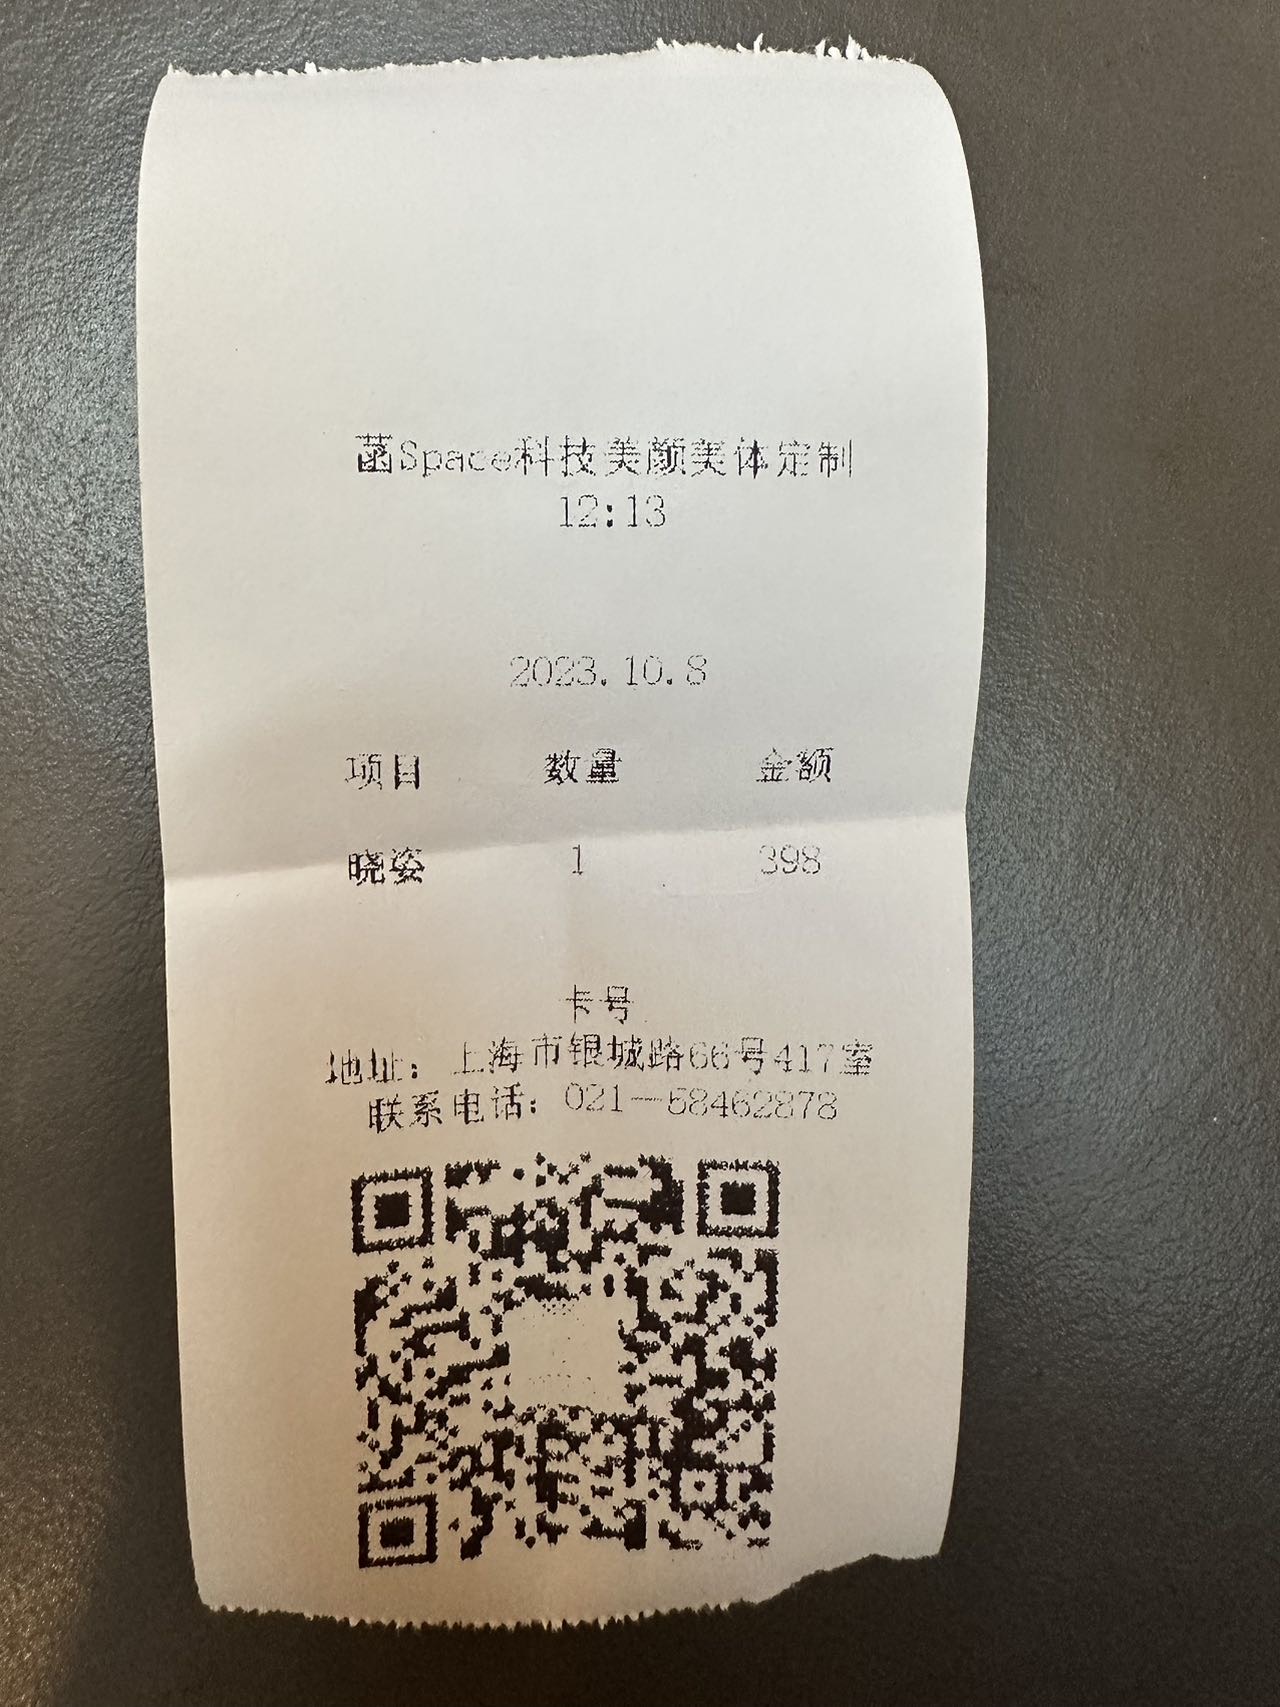 菡Space科技美颜美体定制
12:13
2023.10.8
项目 数量 金额
晓姿 1 398
卡号
地址：上海市银城路66号417室
联系电话：021—58462878